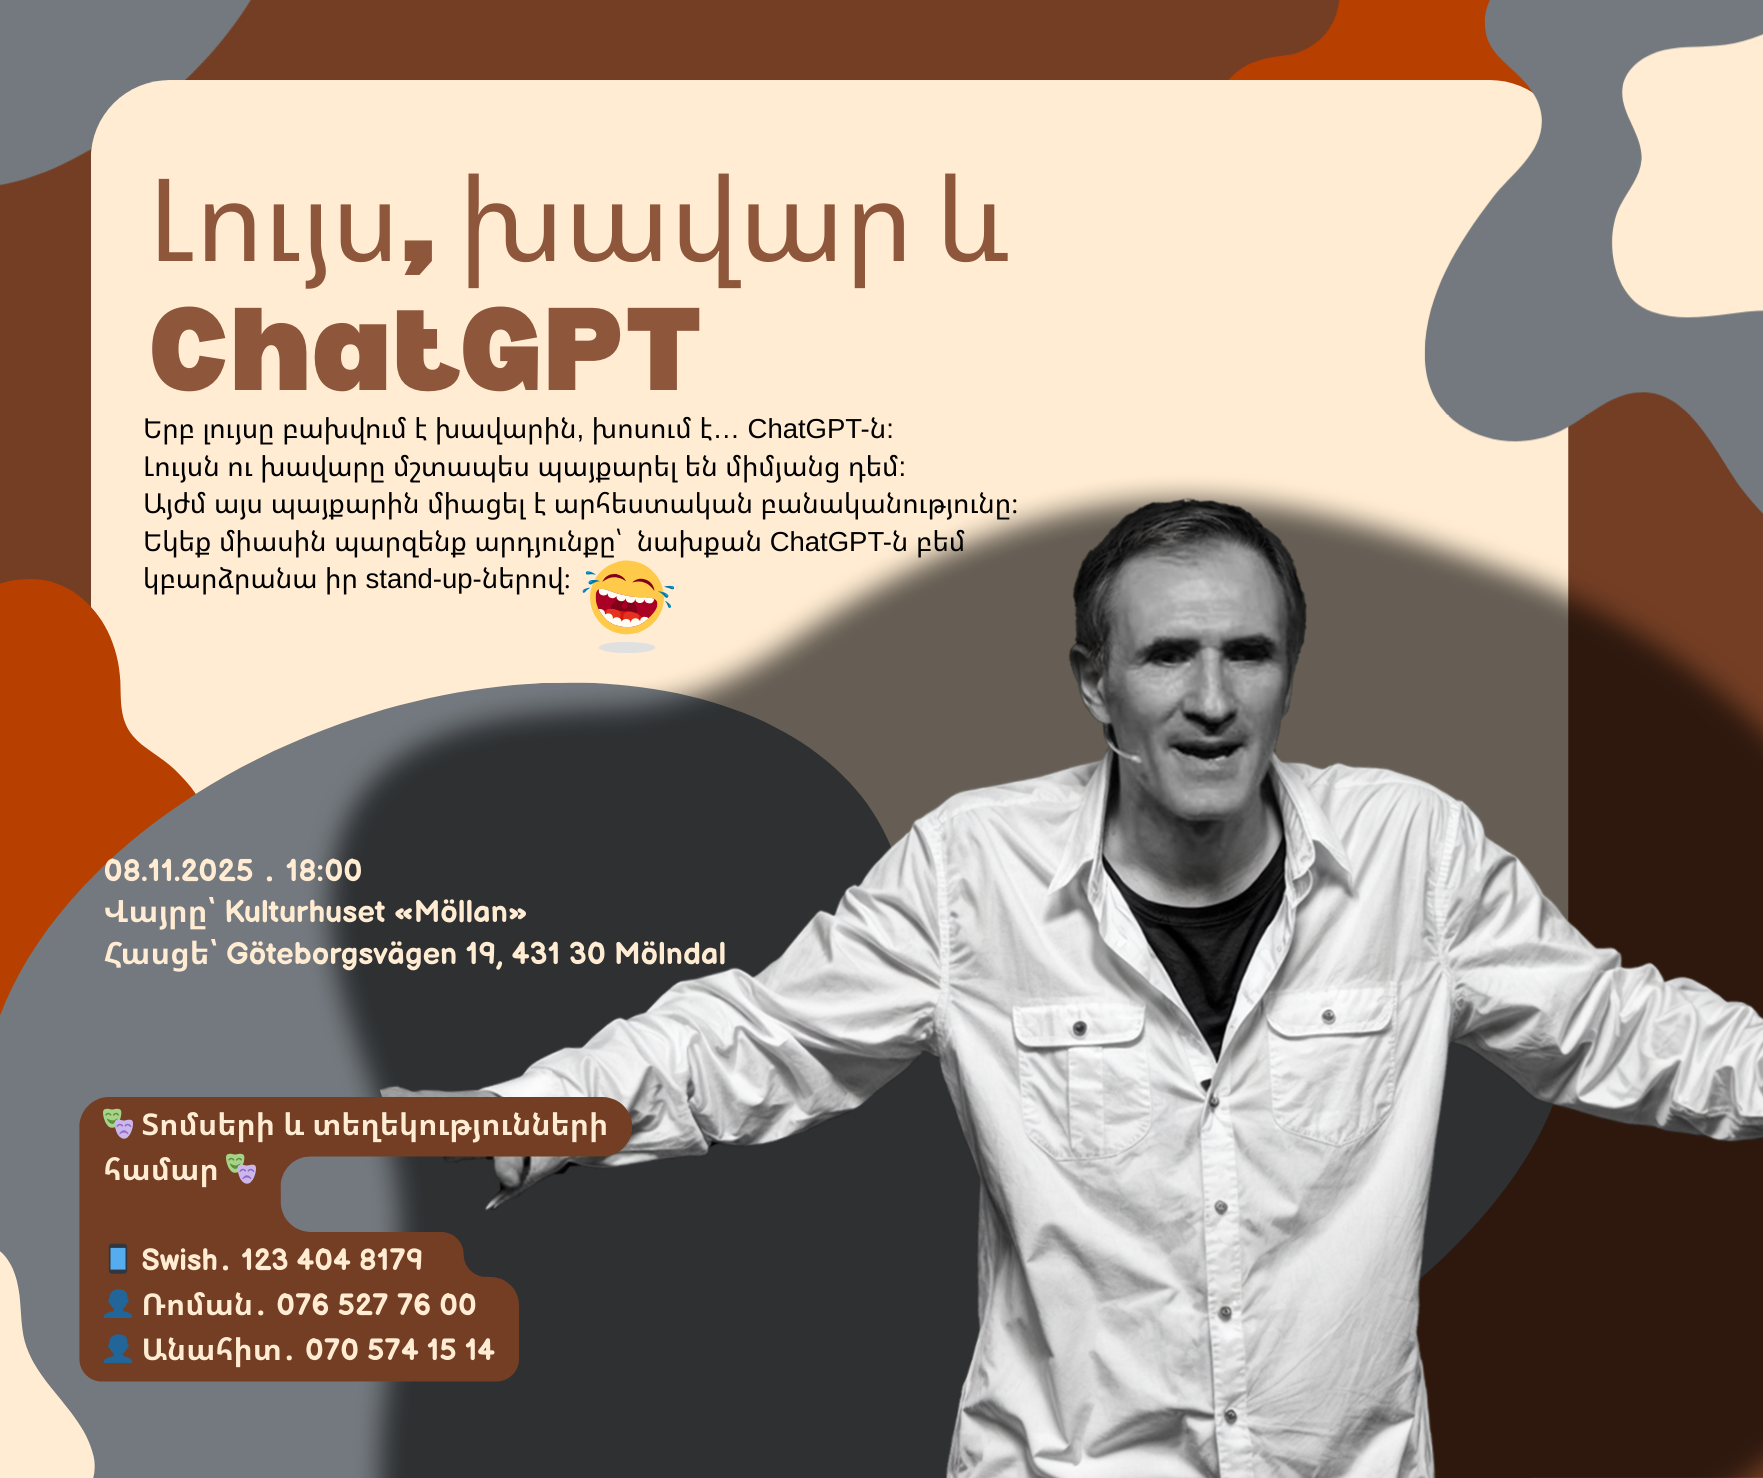 Լույս, խավար և
ChatGPT
Երբ լույսը բախվում է խավարին, խոսում է... ChatGPT-ն:
Լույսն ու խավարը մշտապես պայքարել են միմյանց դեմ:
Այժմ այս պայքարին միացել է արհեստական բանականությունը:
Եկեք միասին պարզենք արդյունքը՝ նախքան ChatGPT-ն բեմ
կբարձրանա իր stand-up-ներով: 😂
08.11.2025 . 18:00
Վայրը՝ Kulturhuset «Möllan»
Հասցե՝ Göteborgsvägen 19, 431 30 Mölndal
🎭 Տոմսերի և տեղեկությունների
համար 🎭
📱 Swish. 123 404 8179
👤 Ռոման. 076 527 76 00
👤 Անահիտ. 070 574 15 14